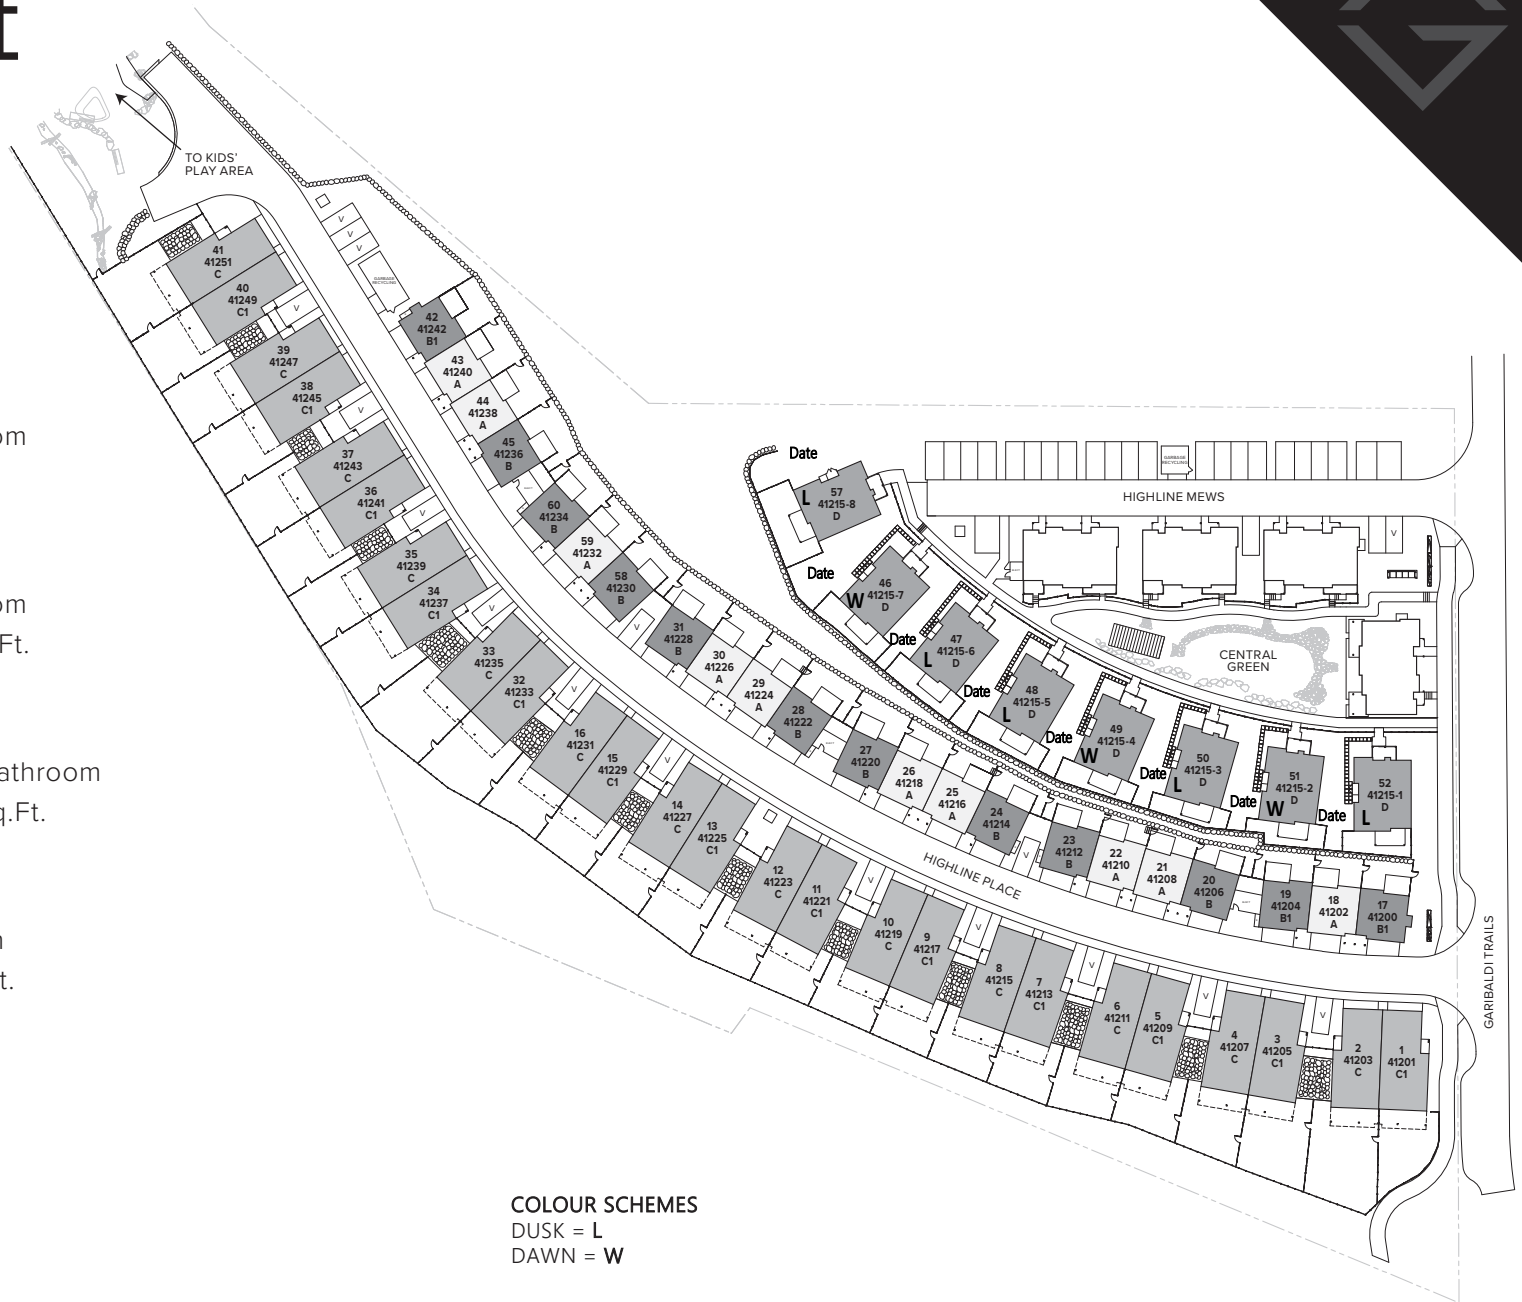 t
om
om
Ft.
athroom
q.Ft.
n
t.
TO KIDS'
PLAY AREA
V
V
V
GARBAGE
RECYCLING
41
41251
C
40
41249
C1
V
39
41247
C
38
41245
C1
V
37
41243
C
36
41241
C1
V
35
41239
C
34
41237
C1
V
33
41235
C
32
41233
C1
V
16
41231
C
15
41229
C1
V
14
41227
C
13
41225
C1
12
41223
C
11
41221
C1
V
10
41219
C
9
41217
C1
V
8
41215
C
7
41213
C1
V
6
41211
C
5
41209
C1
V
4
41207
C
3
41205
C1
V
2
41203
C
1
41201
C1
42
41242
B1
43
41240
A
44
41238
A
45
41236
B
60
41234
B
59
41232
A
58
41230
B
V
31
41228
B
30
41226
A
29
41224
A
28
41222
B
27
41220
B
26
41218
A
25
41216
A
24
41214
B
V
23
41212
B
22
41210
A
21
41208
A
20
41206
B
19
41204
B1
18
41202
A
17
41200
B1
HIGHLINE PLACE
Date
L
57
41215-8
D
Date
W
46
41215-7
D
Date
L
47
41215-6
D
Date
L
48
41215-5
D
Date
W
49
41215-4
D
Date
L
50
41215-3
D
Date
W
51
41215-2
D
Date
L
52
41215-1
D
GARBAGE
RECYCLING
HIGHLINE MEWS
V
CENTRAL
GREEN
GARIBALDI TRAILS
COLOUR SCHEMES
DUSK = L
DAWN = W